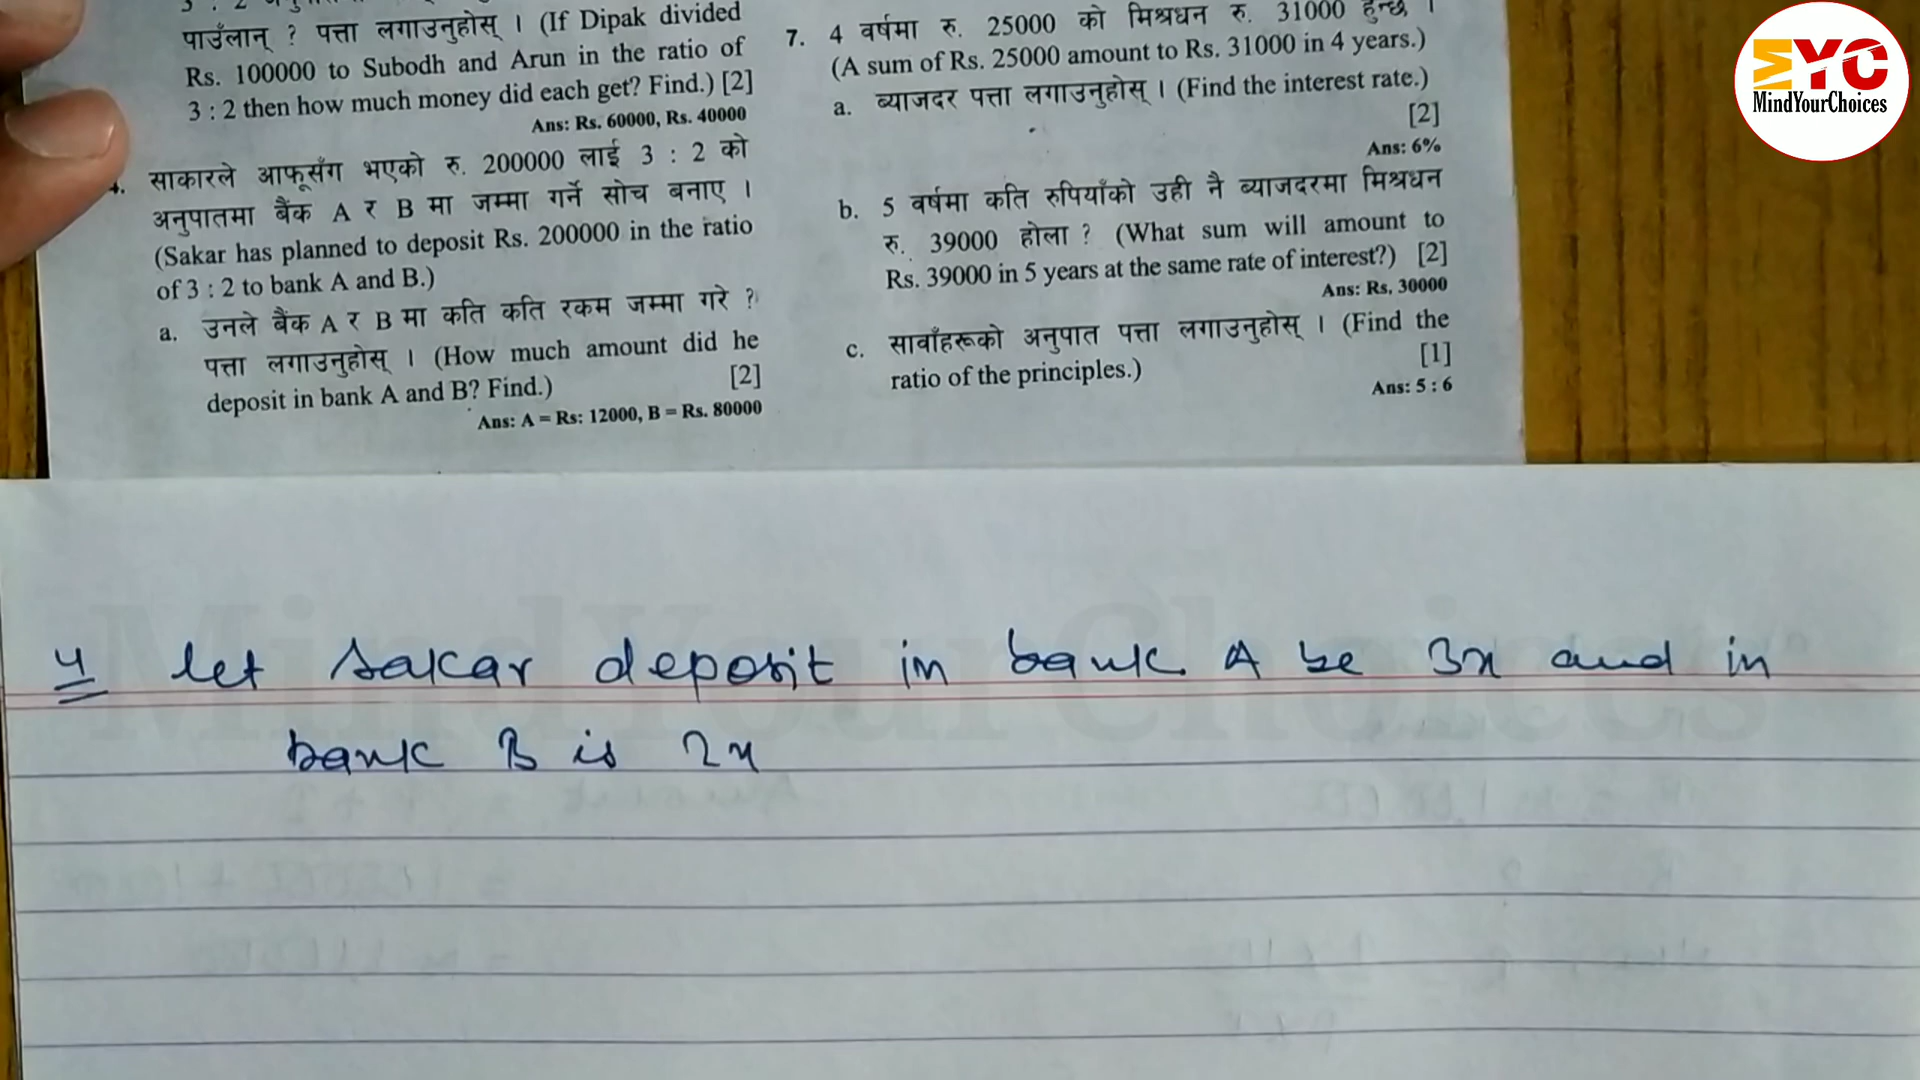 पाउँलान् ? पत्ता लगाउनुहोस् । (If Dipak divided
Rs. 100000 to Subodh and Arun in the ratio of
3 : 2 then how much money did each get? Find.) [2]
Ans: Rs. 60000, Rs. 40000
साकारले आफूसँग भएको रु. 200000 लाई 3 : 2 को
अनुपातमा बैंक A र B मा जम्मा गर्ने सोच बनाए ।
(Sakar has planned to deposit Rs. 200000 in the ratio
of 3 : 2 to bank A and B.)
a. उनले बैंक A र B मा कति कति रकम जम्मा गरे ?
पत्ता लगाउनुहोस् । (How much amount did he
deposit in bank A and B? Find.) [2]
Ans: A = Rs: 12000, B = Rs. 80000
7. 4 वर्षमा रु. 25000 को मिश्रधन रु. 31000 हुन्छ ।
(A sum of Rs. 25000 amount to Rs. 31000 in 4 years.)
a. ब्याजदर पत्ता लगाउनुहोस् । (Find the interest rate.)
[2]
Ans: 6%
b. 5 वर्षमा कति रुपियाँको उही नै ब्याजदरमा मिश्रधन
रु. 39000 होला ? (What sum will amount to
Rs. 39000 in 5 years at the same rate of interest?) [2]
Ans: Rs. 30000
c. सावाँहरूको अनुपात पत्ता लगाउनुहोस् । (Find the
ratio of the principles.) [1]
Ans: 5 : 6
MYC
MindYourChoices
4 let sakar deposit in bank A be 3x and in
bank B is 2x
MindYourChoices